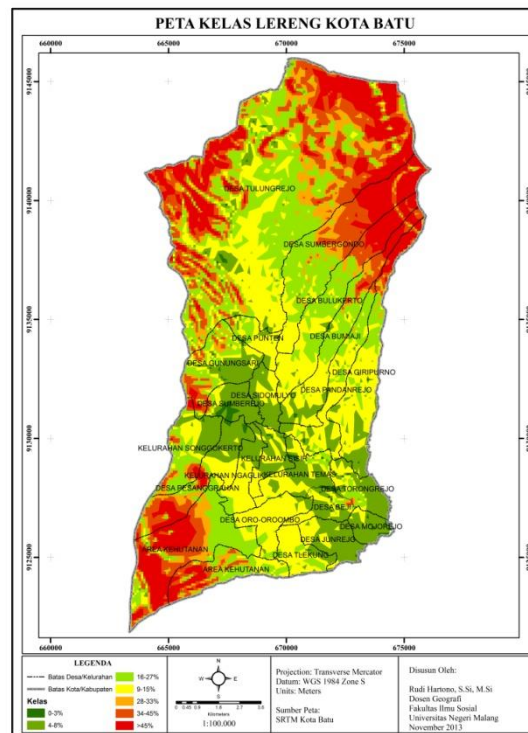 PETA KELAS LERENG KOTA BATU
660000 665000 670000 675000
9145000
DESA TULUNGREJO
9140000
DESA SUMBERGONDO
DESA BULUKERTO
9135000
DESA PUNTEN DESA BUMIAJI
DESA GUNUNGSARI
DESA GIRIPURNO
DESA SIDOMULYO DESA PANDANREJO
DESA SUMBEREJO
9130000
KELURAHAN SONGGOKERTO
KELURAHAN SISIR
KELURAHAN NGAGLIK KELURAHAN TEMAS
DESA PESANGGRAHAN DESA TORONGREJO
DESA BEJI
DESA ORO-OROOMBO DESA MOJOREJO
DESA JUNREJO
AREA KEHUTANAN DESA TLEKUNG
9125000
AREA KEHUTANAN
660000 665000 670000 675000
LEGENDA
Batas Desa/Kelurahan
Batas Kota/Kabupaten
Kelas
0-3%
4-8%
16-27%
9-15%
28-33%
34-45%
>45%
N
W E
S
Kilometers
1:100.000
Projection: Transverse Mercator
Datum: WGS 1984 Zone S
Units: Meters
Sumber Peta:
SRTM Kota Batu
Disusun Oleh:
Rudi Hartono, S.Si, M.Si
Dosen Geografi
Fakultas Ilmu Sosial
Universitas Negeri Malang
November 2013